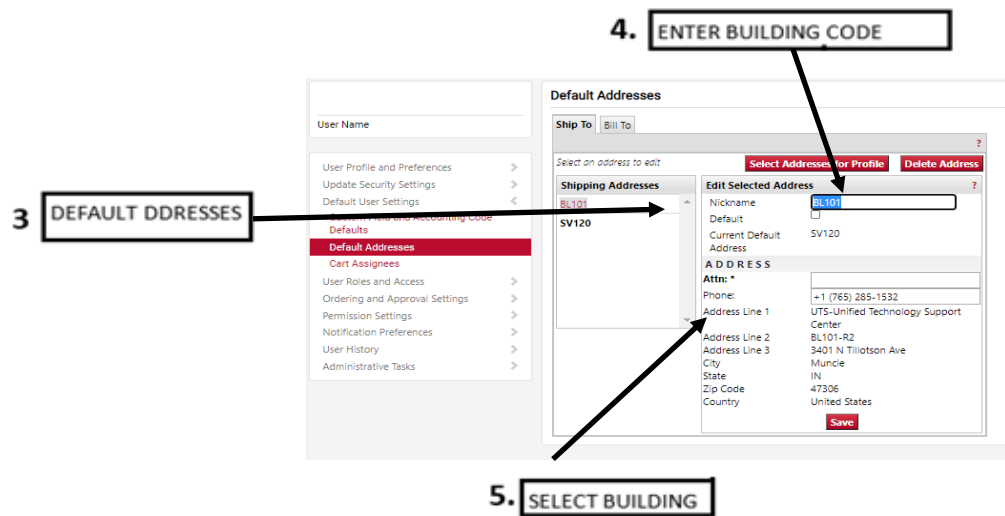 4. ENTER BUILDING CODE
Default Addresses
User Name
Ship To Bill To
?
Select an address to edit
Select Addresses for Profile Delete Address
User Profile and Preferences
Update Security Settings
Default User Settings
Custom Field and Accounting Code
Defaults
Default Addresses
Cart Assignees
User Roles and Access
Ordering and Approval Settings
Permission Settings
Notification Preferences
User History
Administrative Tasks
3 DEFAULT DDRESSES
Shipping Addresses
BL101
SV120
Edit Selected Address ?
Nickname BL101
Default
Current Default SV120
Address
ADDRESS
Attn: *
Phone: +1 (765) 285-1532
Address Line 1 UTS-Unified Technology Support
Center
Address Line 2 BL101-R2
Address Line 3 3401 N Tillotson Ave
City Muncie
State IN
Zip Code 47306
Country United States
Save
5. SELECT BUILDING